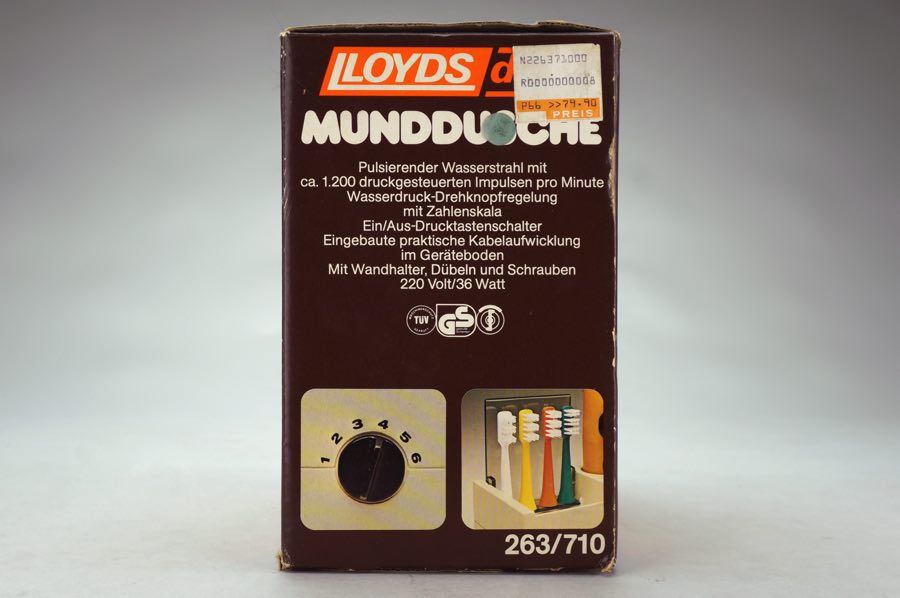 LLOYDS
N226371000
R0000000008
P66 >>79.90
PREIS
Pulsierender Wasserstrahl mit
ca. 1.200 druckgesteuerten Impulsen pro Minute
Wasserdruck-Drehknopfregelung
mit Zahlenskala
Ein/Aus-Drucktastenschalter
Eingebaute praktische Kabelaufwicklung
im Geräteboden
Mit Wandhalter, Dübeln und Schrauben
220 Volt/36 Watt
TÜV
GS
1 2 3 4 5 6
263/710